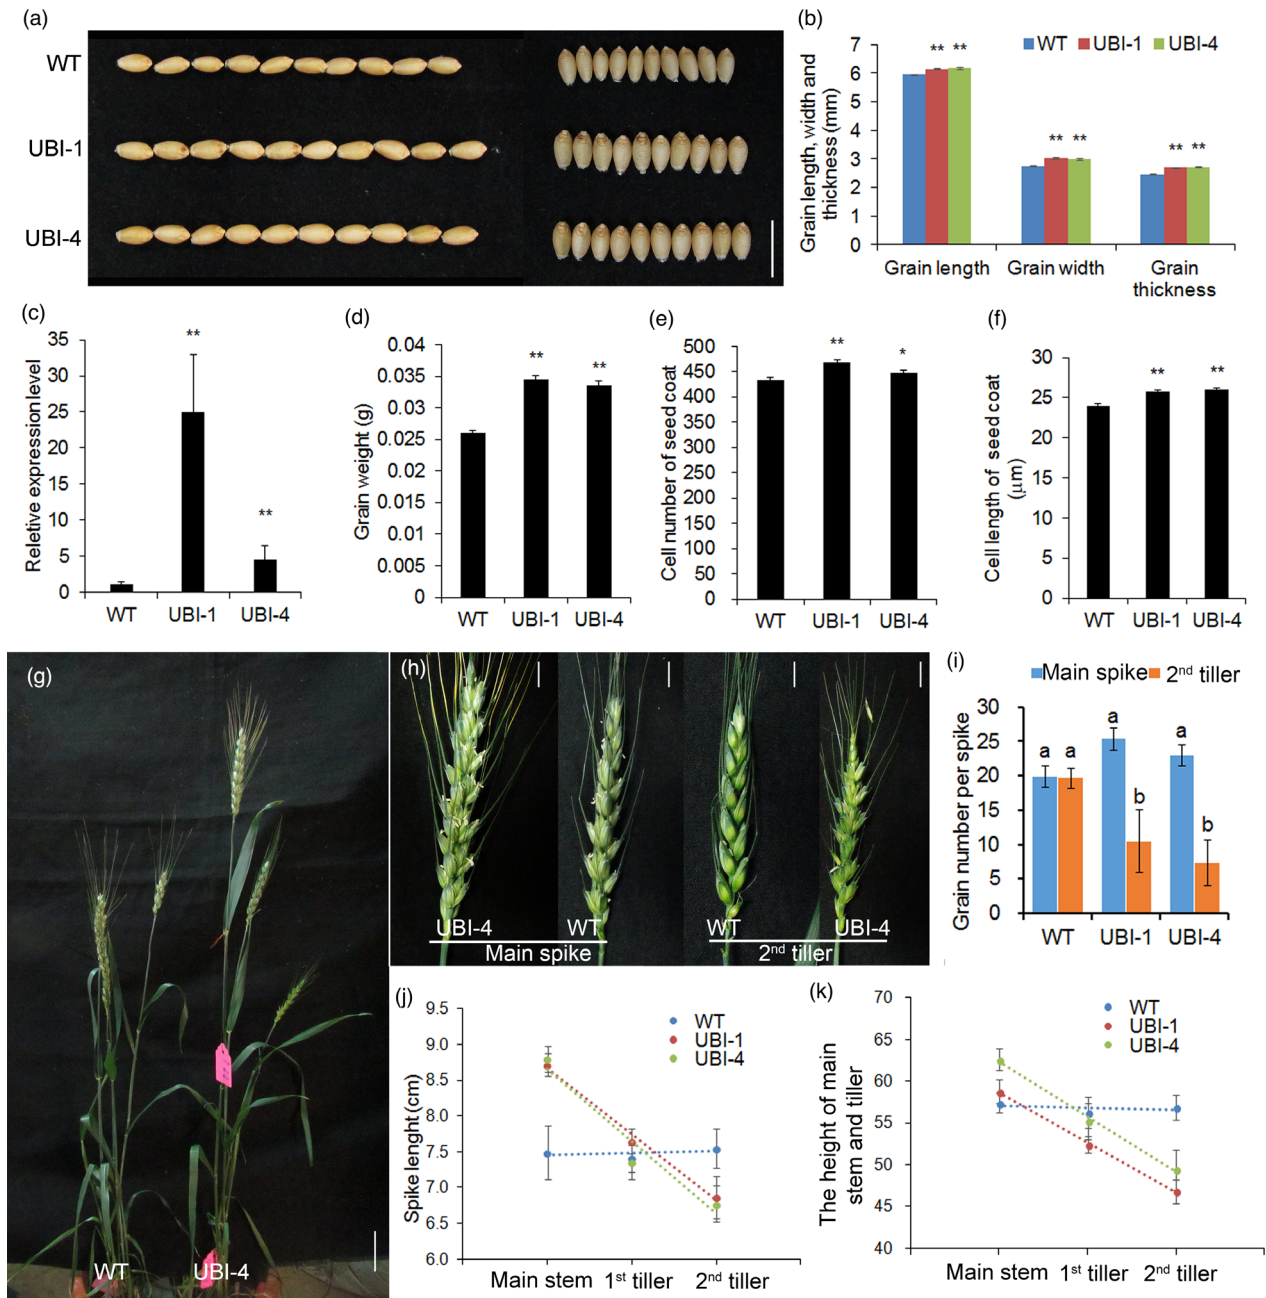 (a)
WT
UBI-1
UBI-4
(b)
Grain length, width and
thickness (mm)
7
6
5
4
3
2
1
0
WT UBI-1 UBI-4
** **
** **
** **
Grain length Grain width Grain
thickness
(c)
Reletive expression level
35
30
25
20
15
10
5
0
**
**
WT UBI-1 UBI-4
(d)
Grain weight (g)
0.04
0.035
0.03
0.025
0.02
0.015
0.01
0.005
0
**
**
WT UBI-1 UBI-4
(e)
Cell number of seed coat
500
450
400
350
300
250
200
150
100
50
0
**
*
WT UBI-1 UBI-4
(f)
Cell length of seed coat
(μm)
30
25
20
15
10
5
0
**
**
WT UBI-1 UBI-4
(g)
WT UBI-4
(h)
UBI-4 WT WT UBI-4
Main spike 2nd tiller
(i)
Main spike 2nd tiller
Grain number per spike
30
25
20
15
10
5
0
a a a b a b
WT UBI-1 UBI-4
(j)
Spike lenght (cm)
9.5
9.0
8.5
8.0
7.5
7.0
6.5
6.0
WT
UBI-1
UBI-4
Main stem 1st tiller 2nd tiller
(k)
The height of main
stem and tiller
70
65
60
55
50
45
40
WT
UBI-1
UBI-4
Main stem 1st tiller 2nd tiller